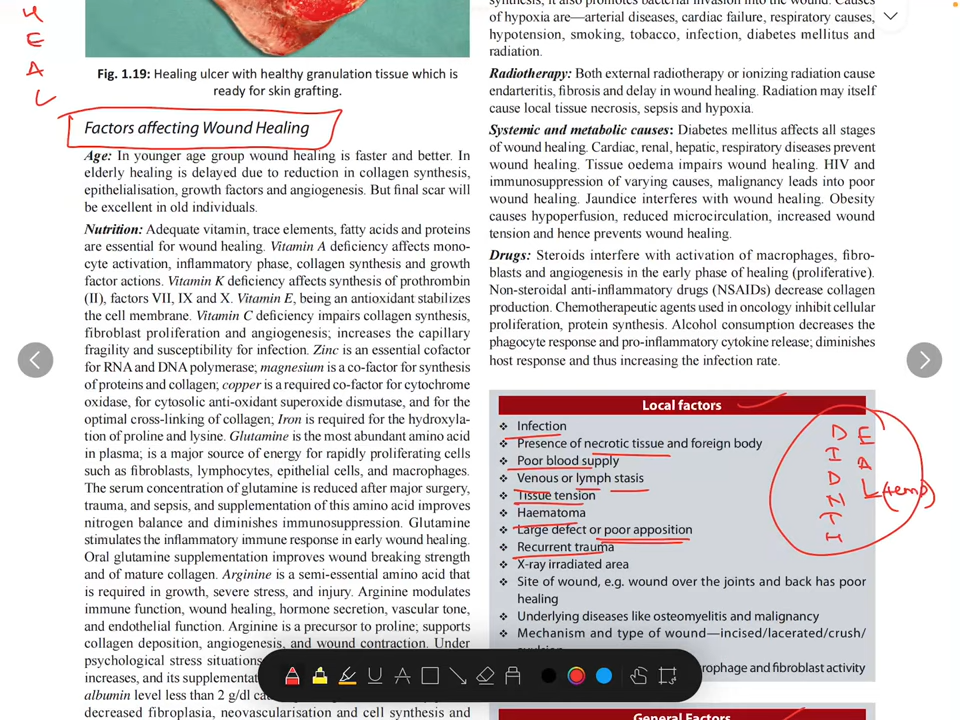 H
E
A
L
Fig. 1.19: Healing ulcer with healthy granulation tissue which is
ready for skin grafting.
Factors affecting Wound Healing
Age: In younger age group wound healing is faster and better. In
elderly healing is delayed due to reduction in collagen synthesis,
epithelialisation, growth factors and angiogenesis. But final scar will
be excellent in old individuals.
Nutrition: Adequate vitamin, trace elements, fatty acids and proteins
are essential for wound healing. Vitamin A deficiency affects mono-
cyte activation, inflammatory phase, collagen synthesis and growth
factor actions. Vitamin K deficiency affects synthesis of prothrombin
(II), factors VII, IX and X. Vitamin E, being an antioxidant stabilizes
the cell membrane. Vitamin C deficiency impairs collagen synthesis,
fibroblast proliferation and angiogenesis; increases the capillary
fragility and susceptibility for infection. Zinc is an essential cofactor
for RNA and DNA polymerase; magnesium is a co-factor for synthesis
of proteins and collagen; copper is a required co-factor for cytochrome
oxidase, for cytosolic anti-oxidant superoxide dismutase, and for
the optimal cross-linking of collagen; Iron is required for the hydroxyla-
tion of proline and lysine. Glutamine is the most abundant amino acid
in plasma; is a major source of energy for rapidly proliferating cells
such as fibroblasts, lymphocytes, epithelial cells, and macrophages.
The serum concentration of glutamine is reduced after major surgery,
trauma, and sepsis, and supplementation of this amino acid improves
nitrogen balance and diminishes immunosuppression. Glutamine
stimulates the inflammatory immune response in early wound healing.
Oral glutamine supplementation improves wound breaking strength
and of mature collagen. Arginine is a semi-essential amino acid that
is required in growth, severe stress, and injury. Arginine modulates
immune function, wound healing, hormone secretion, vascular tone,
and endothelial function. Arginine is a precursor to proline; supports
collagen deposition, angiogenesis, and wound contraction. Under
psychological stress situations
increases, and its supplementa
albumin level less than 2 g/dl ca
decreased fibroplasia, neovascularisation and cell synthesis and
synthesis, it also promotes bacterial invasion into the wound. Causes
of hypoxia are—arterial diseases, cardiac failure, respiratory causes,
hypotension, smoking, tobacco, infection, diabetes mellitus and
radiation.
Radiotherapy: Both external radiotherapy or ionizing radiation cause
endarteritis, fibrosis and delay in wound healing. Radiation may itself
cause local tissue necrosis, sepsis and hypoxia.
Systemic and metabolic causes: Diabetes mellitus affects all stages
of wound healing. Cardiac, renal, hepatic, respiratory diseases prevent
wound healing. Tissue oedema impairs wound healing. HIV and
immunosuppression of varying causes, malignancy leads into poor
wound healing. Jaundice interferes with wound healing. Obesity
causes hypoperfusion, reduced microcirculation, increased wound
tension and hence prevents wound healing.
Drugs: Steroids interfere with activation of macrophages, fibro-
blasts and angiogenesis in the early phase of healing (proliferative).
Non-steroidal anti-inflammatory drugs (NSAIDs) decrease collagen
production. Chemotherapeutic agents used in oncology inhibit cellular
proliferation, protein synthesis. Alcohol consumption decreases the
phagocyte response and pro-inflammatory cytokine release; diminishes
host response and thus increasing the infection rate.
Local factors
❖ Infection
❖ Presence of necrotic tissue and foreign body
❖ Poor blood supply
❖ Venous or lymph stasis
❖ Tissue tension
❖ Haematoma
❖ Large defect or poor apposition
❖ Recurrent trauma
❖ X-ray irradiated area
❖ Site of wound, e.g. wound over the joints and back has poor
healing
❖ Underlying diseases like osteomyelitis and malignancy
❖ Mechanism and type of wound—incised/lacerated/crush/
rophage and fibroblast activity
D E
I A
D L (temp)
N
T
H
General Factors